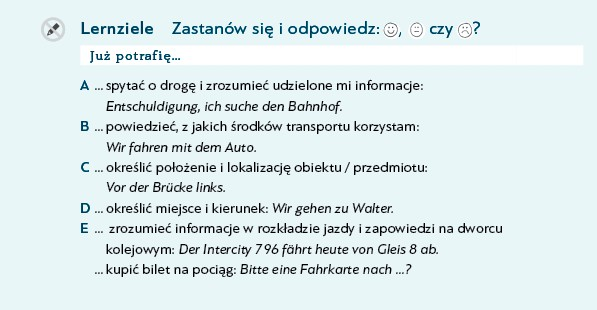 Lernziele Zastanów się i odpowiedz: ☺, 😐 czy ☹?
Już potrafię...
A ... spytać o drogę i zrozumieć udzielone mi informacje:
Entschuldigung, ich suche den Bahnhof.
B ... powiedzieć, z jakich środków transportu korzystam:
Wir fahren mit dem Auto.
C ... określić położenie i lokalizację obiektu / przedmiotu:
Vor der Brücke links.
D ... określić miejsce i kierunek: Wir gehen zu Walter.
E ... zrozumieć informacje w rozkładzie jazdy i zapowiedzi na dworcu
kolejowym: Der Intercity 796 fährt heute von Gleis 8 ab.
... kupić bilet na pociąg: Bitte eine Fahrkarte nach ...?